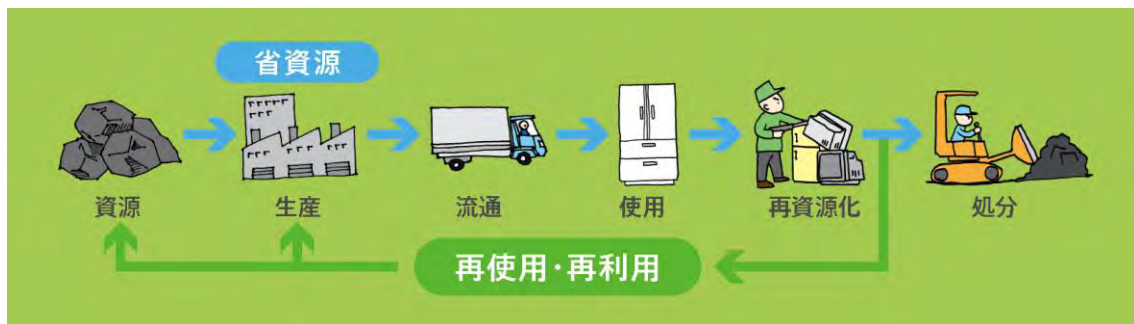 省資源
資源
生産
流通
使用
再資源化
処分
再使用・再利用